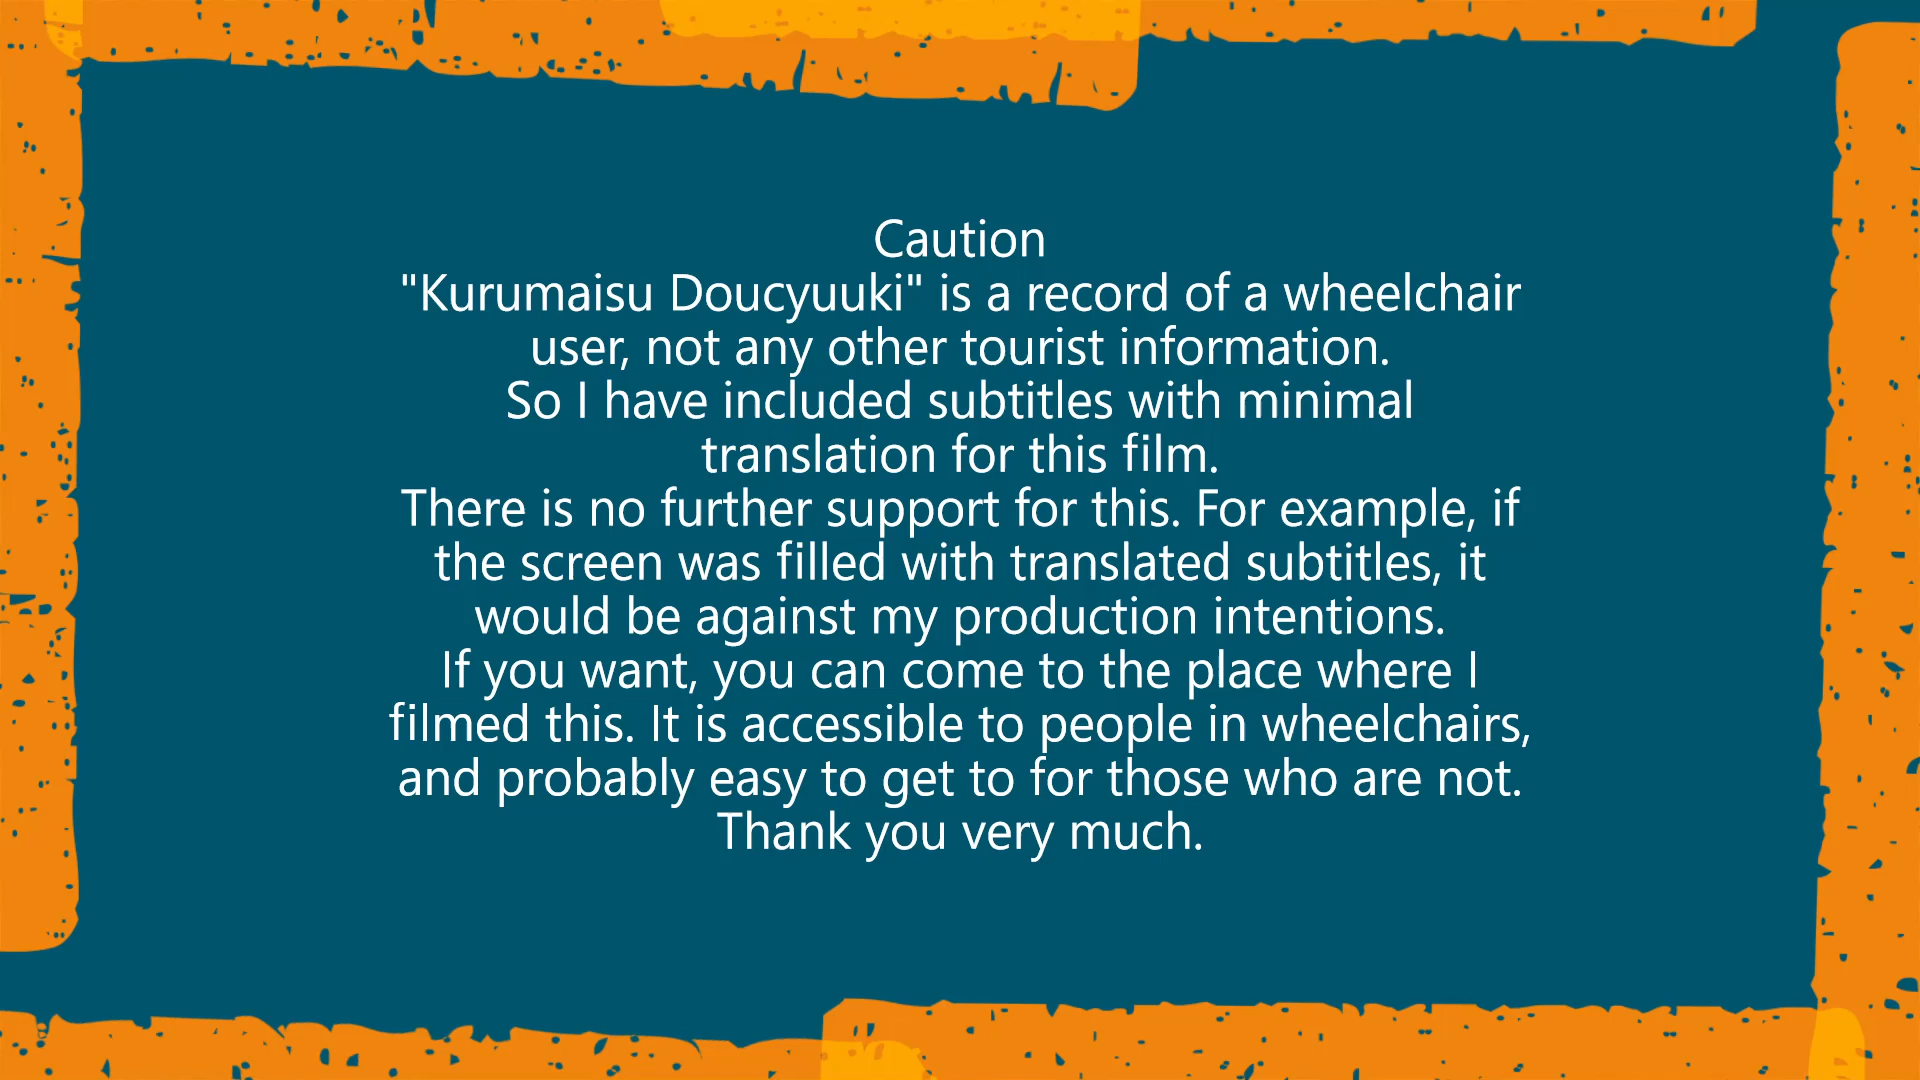 Caution
"Kurumaisu Doucyuuki" is a record of a wheelchair
user, not any other tourist information.
So I have included subtitles with minimal
translation for this film.
There is no further support for this. For example, if
the screen was filled with translated subtitles, it
would be against my production intentions.
If you want, you can come to the place where I
filmed this. It is accessible to people in wheelchairs,
and probably easy to get to for those who are not.
Thank you very much.